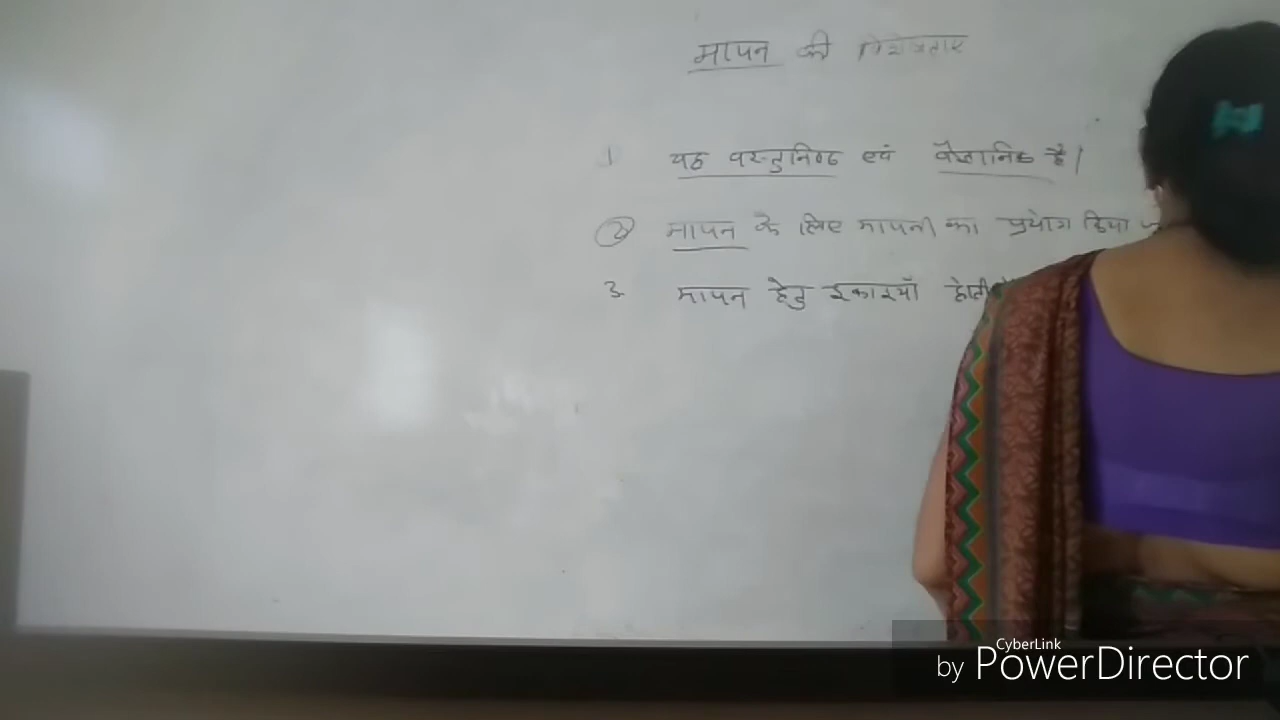 मापन की विशेषताएं
1 यह वस्तुनिष्ठ एवं वैज्ञानिक है।
② मापन के लिए मापनी का प्रयोग किया
3 मापन हेतु इकाइयाँ होती
CyberLink
by PowerDirector